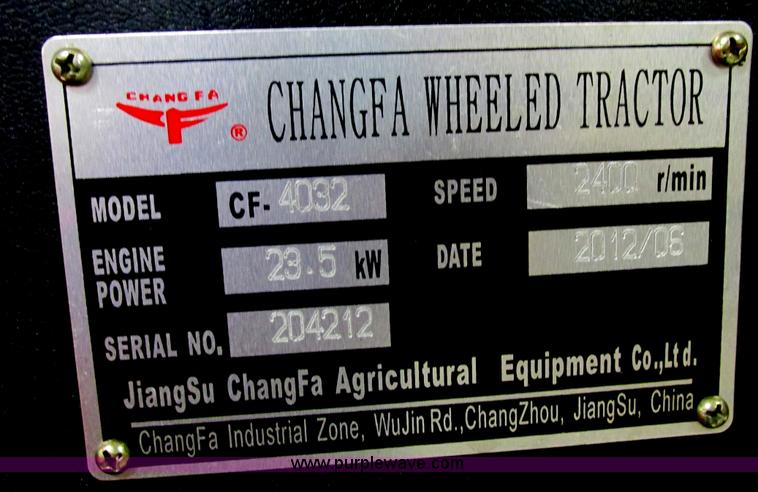 CHANG FA ® CHANGFA WHEELED TRACTOR
MODEL CF-4032 SPEED 2400 r/min
ENGINE POWER 23.5 kW DATE 2012/06
SERIAL NO. 204212
JiangSu ChangFa Agricultural Equipment Co.,Ltd.
ChangFa Industrial Zone, WuJin Rd.,ChangZhou, JiangSu, China
www.purplewave.com